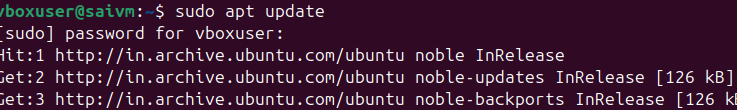 vboxuser@saivm:~$ sudo apt update
[sudo] password for vboxuser:
Hit:1 http://in.archive.ubuntu.com/ubuntu noble InRelease
Get:2 http://in.archive.ubuntu.com/ubuntu noble-updates InRelease [126 kB]
Get:3 http://in.archive.ubuntu.com/ubuntu noble-backports InRelease [126 k